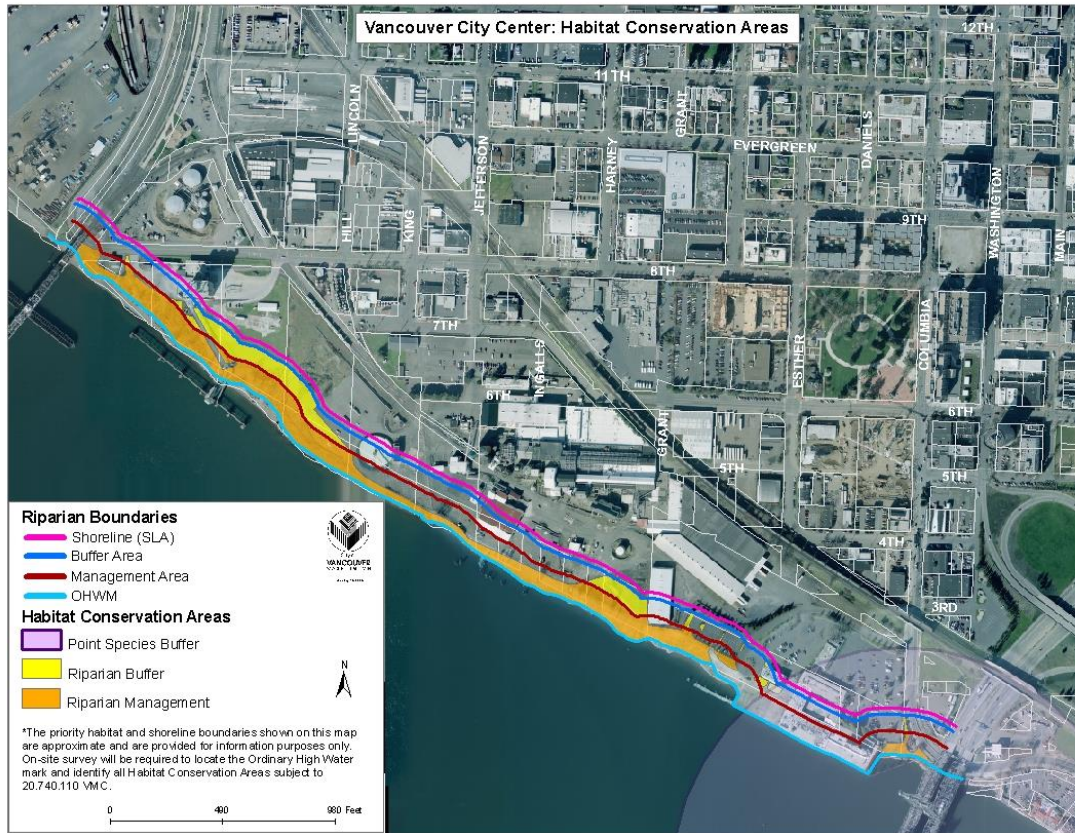 Vancouver City Center: Habitat Conservation Areas
12TH
11TH
LINCOLN
GRANT
EVERGREEN
DANIELS
JEFFERSON
HARNEY
WASHINGTON
MAIN
HILL
KING
9TH
8TH
COLUMBIA
ESTHER
7TH
INGALLS
6TH
6TH
GRANT
5TH
5TH
4TH
3RD
Riparian Boundaries
Shoreline (SLA)
Buffer Area
Management Area
OHWM
City of
VANCOUVER
WASHINGTON
Habitat Conservation Areas
Point Species Buffer
Riparian Buffer
Riparian Management
N
*The priority habitat and shoreline boundaries shown on this map
are approximate and are provided for information purposes only.
On-site survey will be required to locate the Ordinary High Water
mark and identify all Habitat Conservation Areas subject to
20.740.110 VMC.
0 490 980 Feet